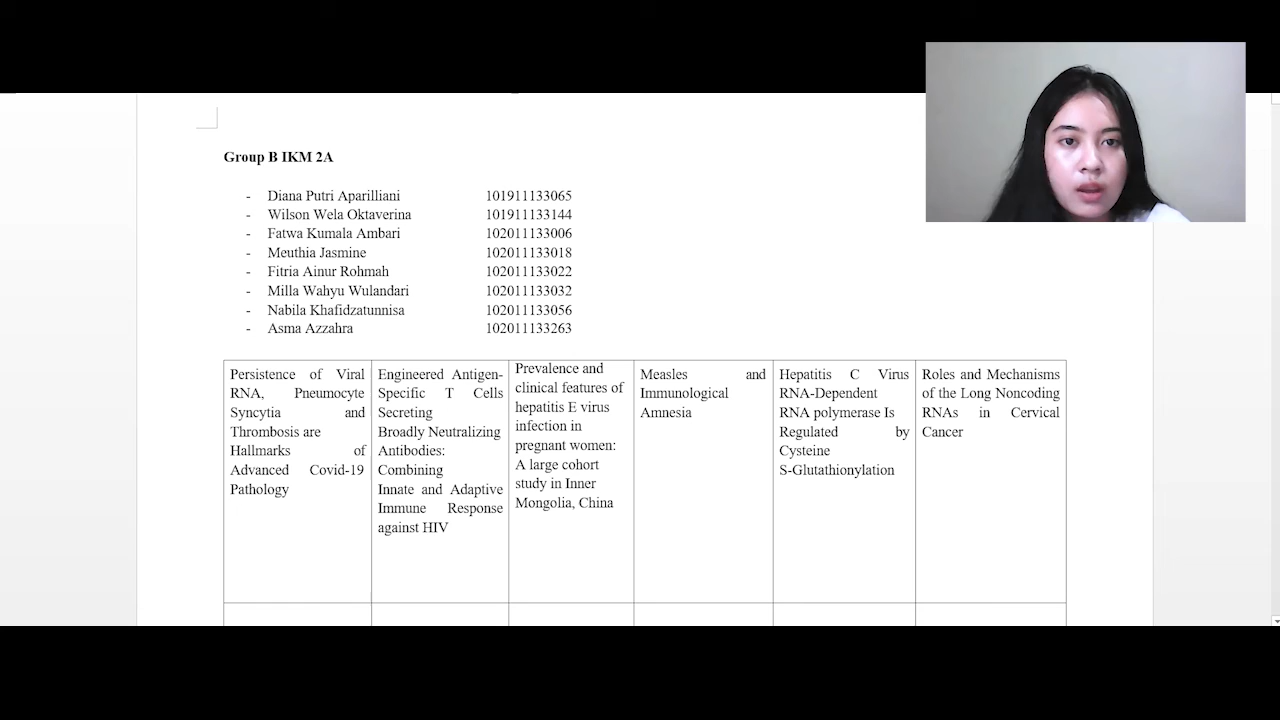 Group B IKM 2A
- Diana Putri Aparilliani 101911133065
- Wilson Wela Oktaverina 101911133144
- Fatwa Kumala Ambari 102011133006
- Meuthia Jasmine 102011133018
- Fitria Ainur Rohmah 102011133022
- Milla Wahyu Wulandari 102011133032
- Nabila Khafidzatunnisa 102011133056
- Asma Azzahra 102011133263
Persistence of Viral
RNA, Pneumocyte
Syncytia and
Thrombosis are
Hallmarks of
Advanced Covid-19
Pathology
Engineered Antigen-
Specific T Cells
Secreting
Broadly Neutralizing
Antibodies:
Combining
Innate and Adaptive
Immune Response
against HIV
Prevalence and
clinical features of
hepatitis E virus
infection in
pregnant women:
A large cohort
study in Inner
Mongolia, China
Measles and
Immunological
Amnesia
Hepatitis C Virus
RNA-Dependent
RNA polymerase Is
Regulated by
Cysteine
S-Glutathionylation
Roles and Mechanisms
of the Long Noncoding
RNAs in Cervical
Cancer